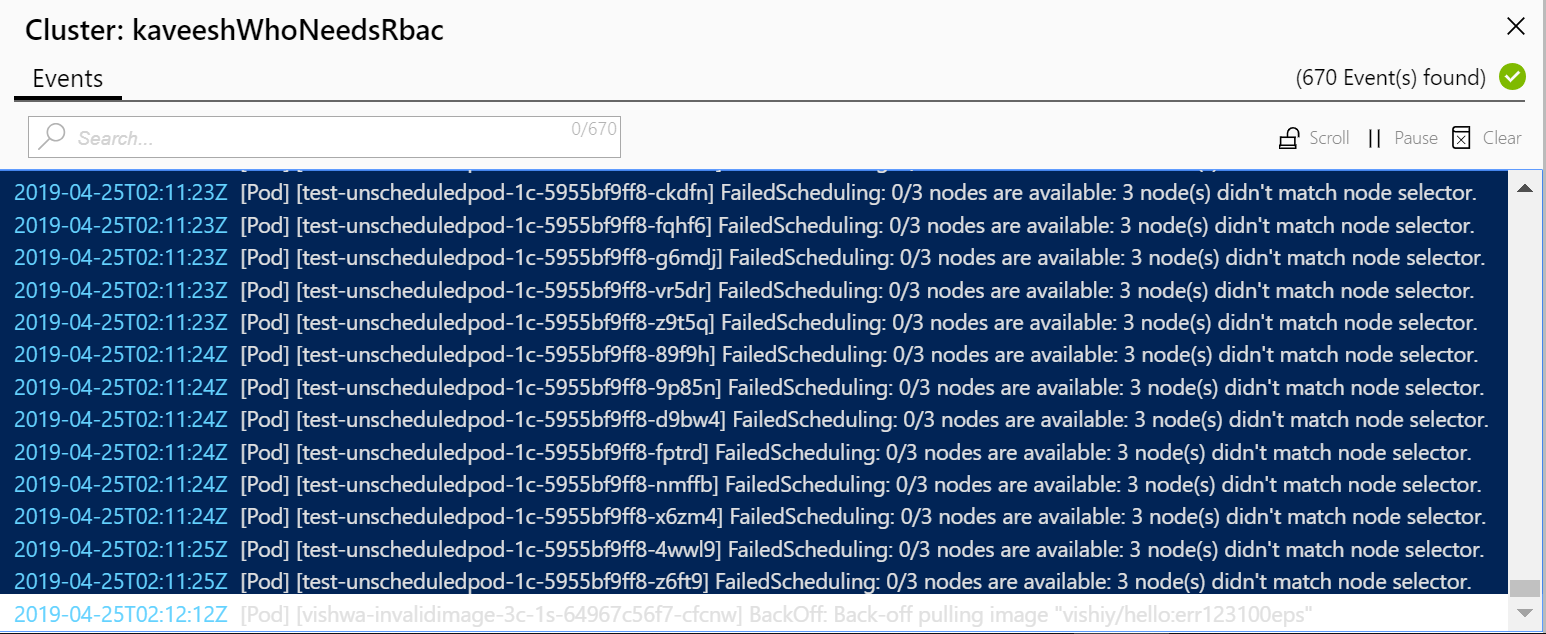 Cluster: kaveeshWhoNeedsRbac
Events
(670 Event(s) found)
Search...
0/670
Scroll
Pause
Clear
2019-04-25T02:11:23Z [Pod] [test-unscheduledpod-1c-5955bf9ff8-ckdfn] FailedScheduling: 0/3 nodes are available: 3 node(s) didn't match node selector.
2019-04-25T02:11:23Z [Pod] [test-unscheduledpod-1c-5955bf9ff8-fqhf6] FailedScheduling: 0/3 nodes are available: 3 node(s) didn't match node selector.
2019-04-25T02:11:23Z [Pod] [test-unscheduledpod-1c-5955bf9ff8-g6mdj] FailedScheduling: 0/3 nodes are available: 3 node(s) didn't match node selector.
2019-04-25T02:11:23Z [Pod] [test-unscheduledpod-1c-5955bf9ff8-vr5dr] FailedScheduling: 0/3 nodes are available: 3 node(s) didn't match node selector.
2019-04-25T02:11:23Z [Pod] [test-unscheduledpod-1c-5955bf9ff8-z9t5q] FailedScheduling: 0/3 nodes are available: 3 node(s) didn't match node selector.
2019-04-25T02:11:24Z [Pod] [test-unscheduledpod-1c-5955bf9ff8-89f9h] FailedScheduling: 0/3 nodes are available: 3 node(s) didn't match node selector.
2019-04-25T02:11:24Z [Pod] [test-unscheduledpod-1c-5955bf9ff8-9p85n] FailedScheduling: 0/3 nodes are available: 3 node(s) didn't match node selector.
2019-04-25T02:11:24Z [Pod] [test-unscheduledpod-1c-5955bf9ff8-d9bw4] FailedScheduling: 0/3 nodes are available: 3 node(s) didn't match node selector.
2019-04-25T02:11:24Z [Pod] [test-unscheduledpod-1c-5955bf9ff8-fptrd] FailedScheduling: 0/3 nodes are available: 3 node(s) didn't match node selector.
2019-04-25T02:11:24Z [Pod] [test-unscheduledpod-1c-5955bf9ff8-nmffb] FailedScheduling: 0/3 nodes are available: 3 node(s) didn't match node selector.
2019-04-25T02:11:24Z [Pod] [test-unscheduledpod-1c-5955bf9ff8-x6zm4] FailedScheduling: 0/3 nodes are available: 3 node(s) didn't match node selector.
2019-04-25T02:11:25Z [Pod] [test-unscheduledpod-1c-5955bf9ff8-4wwl9] FailedScheduling: 0/3 nodes are available: 3 node(s) didn't match node selector.
2019-04-25T02:11:25Z [Pod] [test-unscheduledpod-1c-5955bf9ff8-z6ft9] FailedScheduling: 0/3 nodes are available: 3 node(s) didn't match node selector.
2019-04-25T02:12:12Z [Pod] [vishwa-invalidimage-3c-1s-64967c56f7-cfcnw] BackOff: Back-off pulling image "vishiy/hello:err123100eps"